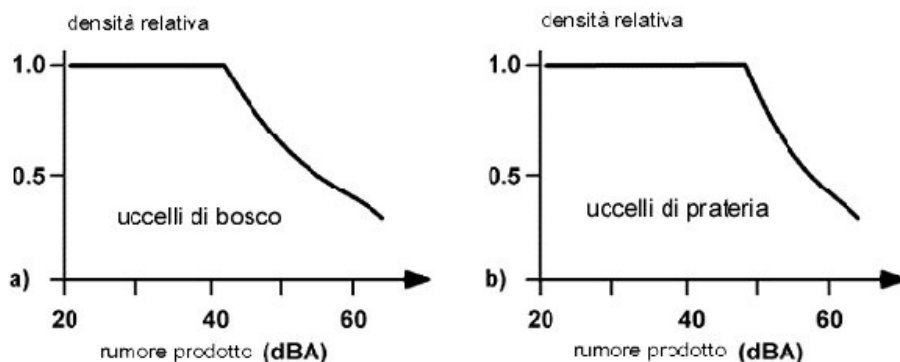 densità relativa
1.0
0.5
uccelli di bosco
a)
20 40 60
rumore prodotto (dBA)
densità relativa
1.0
0.5
uccelli di prateria
b)
20 40 60
rumore prodotto (dBA)